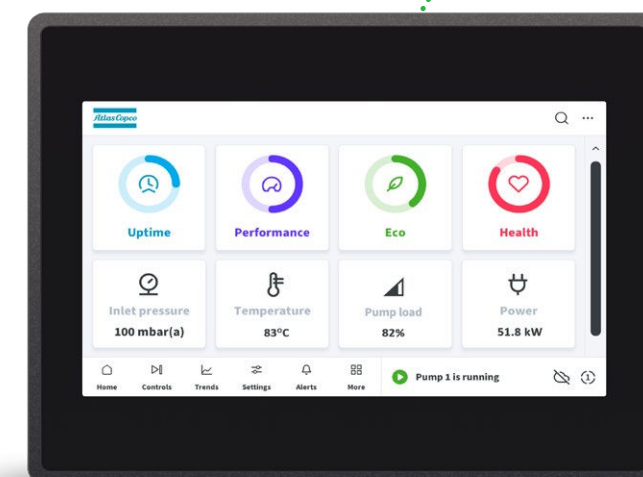 Atlas Copco
Uptime
Performance
Eco
Health
Inlet pressure
100 mbar(a)
Temperature
83°C
Pump load
82%
Power
51.8 kW
Home
Controls
Trends
Settings
Alerts
More
Pump 1 is running
1